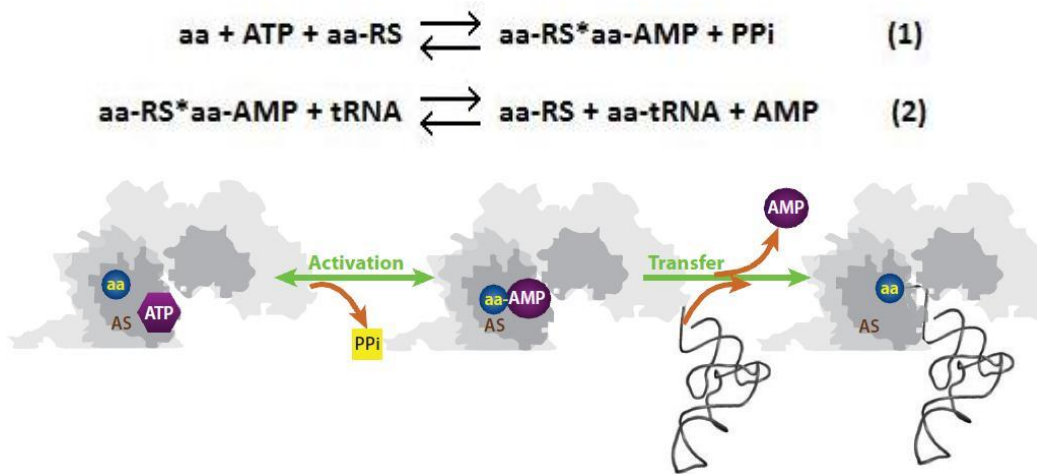 aa + ATP + aa-RS ⇌ aa-RS*aa-AMP + PPi (1)
aa-RS*aa-AMP + tRNA ⇌ aa-RS + aa-tRNA + AMP (2)
AMP
Activation
Transfer
aa
ATP
AS
PPi
aa-AMP
AS
aa
AS